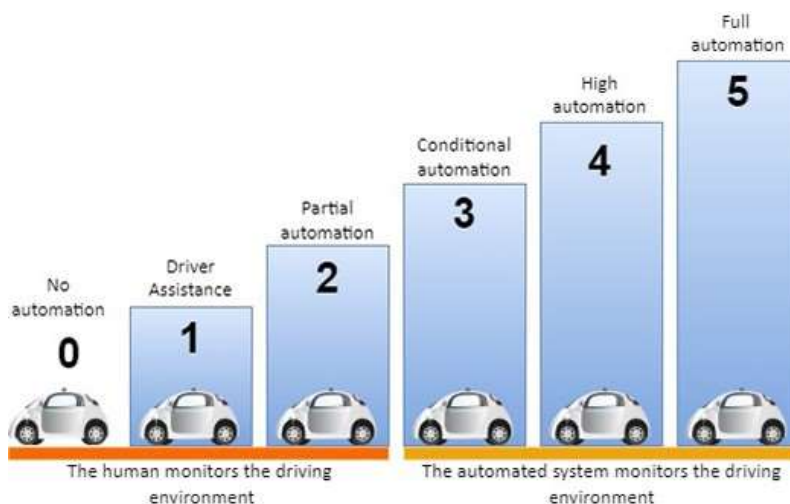 No
automation
0
Driver
Assistance
1
Partial
automation
2
Conditional
automation
3
High
automation
4
Full
automation
5
The human monitors the driving
environment
The automated system monitors the driving
environment